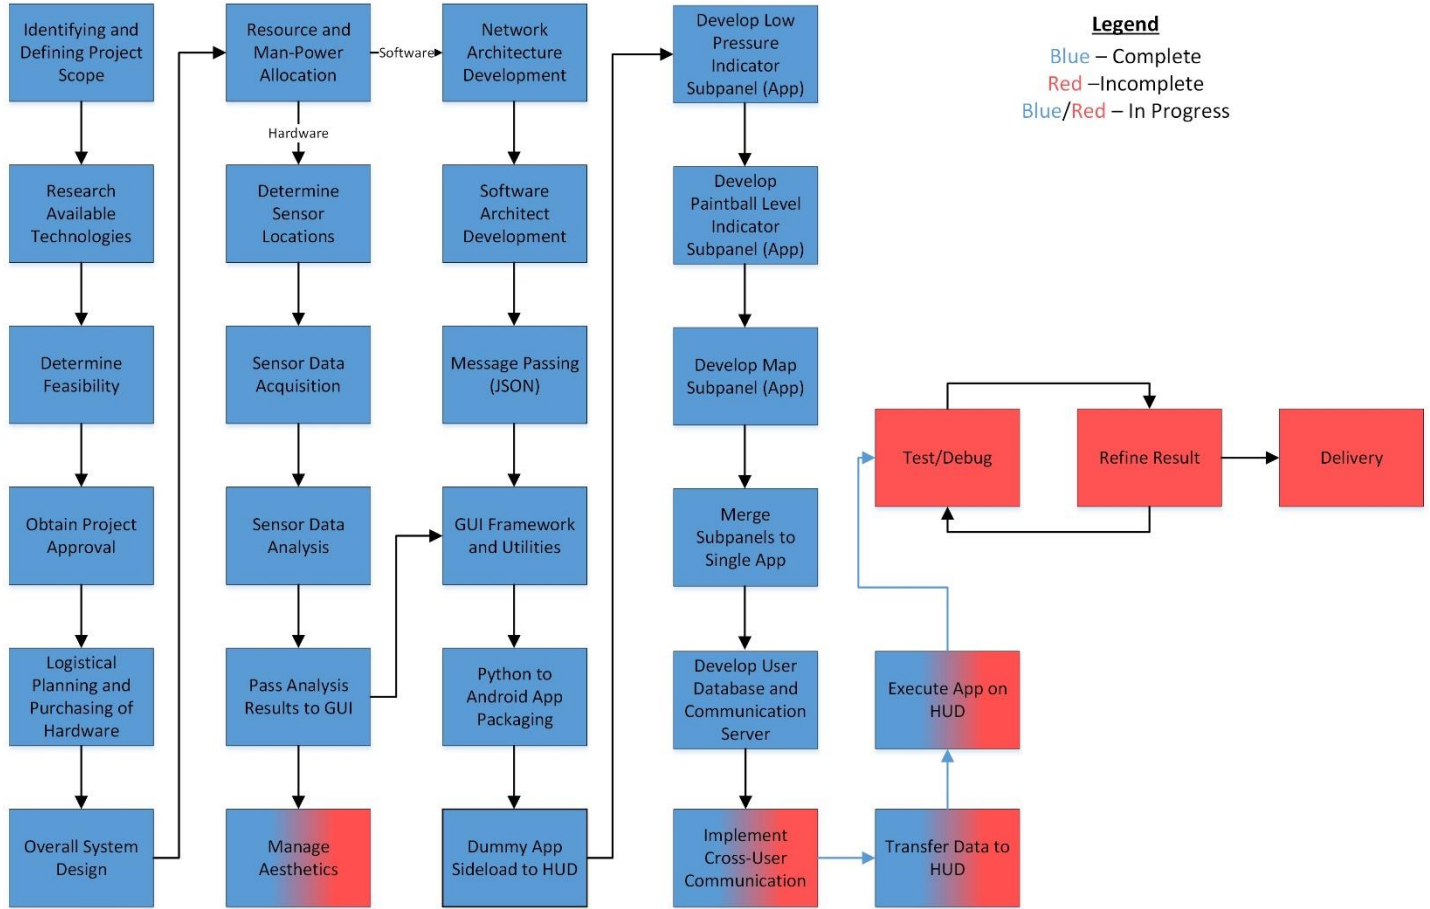 Identifying and
Defining Project
Scope
Research
Available
Technologies
Determine
Feasibility
Obtain Project
Approval
Logistical
Planning and
Purchasing of
Hardware
Overall System
Design
Resource and
Man-Power
Allocation
Software
Hardware
Determine
Sensor
Locations
Sensor Data
Acquisition
Sensor Data
Analysis
Pass Analysis
Results to GUI
Manage
Aesthetics
Network
Architecture
Development
Software
Architect
Development
Message Passing
(JSON)
GUI Framework
and Utilities
Python to
Android App
Packaging
Dummy App
Sideload to HUD
Develop Low
Pressure
Indicator
Subpanel (App)
Develop
Paintball Level
Indicator
Subpanel (App)
Develop Map
Subpanel (App)
Merge
Subpanels to
Single App
Develop User
Database and
Communication
Server
Implement
Cross-User
Communication
Transfer Data to
HUD
Execute App on
HUD
Test/Debug
Refine Result
Delivery
Legend
Blue – Complete
Red –Incomplete
Blue/Red – In Progress